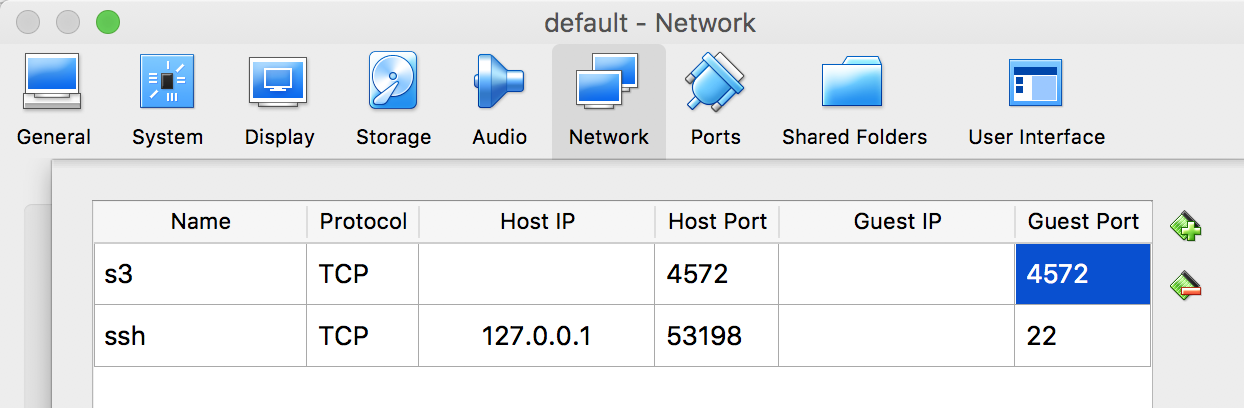 default - Network
General System Display Storage Audio Network Ports Shared Folders User Interface
Name Protocol Host IP Host Port Guest IP Guest Port
s3 TCP 4572 4572
ssh TCP 127.0.0.1 53198 22